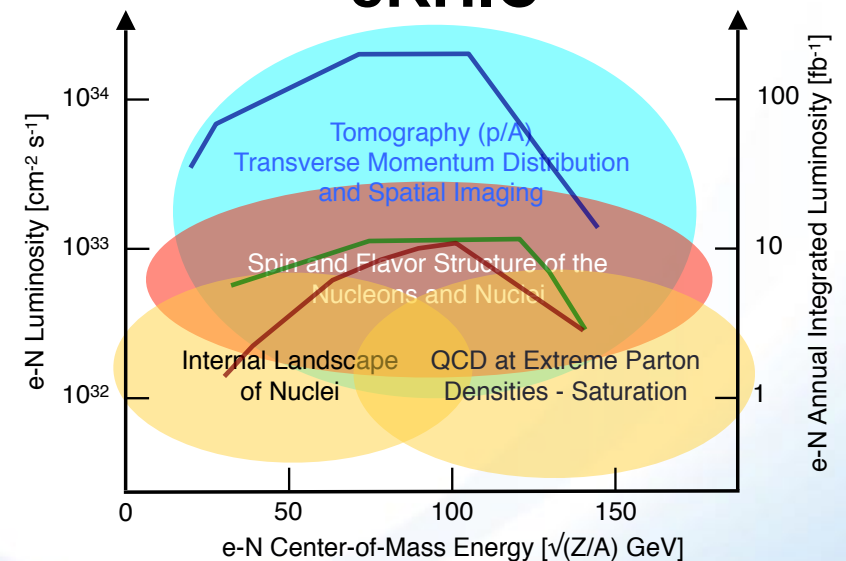 10³⁴
10³³
10³²
e-N Luminosity [cm⁻² s⁻¹]
Tomography (p/A)
Transverse Momentum Distribution
and Spatial Imaging
Spin and Flavor Structure of the
Nucleons and Nuclei
Internal Landscape
of Nuclei
QCD at Extreme Parton
Densities - Saturation
100
10
1
e-N Annual Integrated Luminosity [fb⁻¹]
0 50 100 150
e-N Center-of-Mass Energy [√(Z/A) GeV]